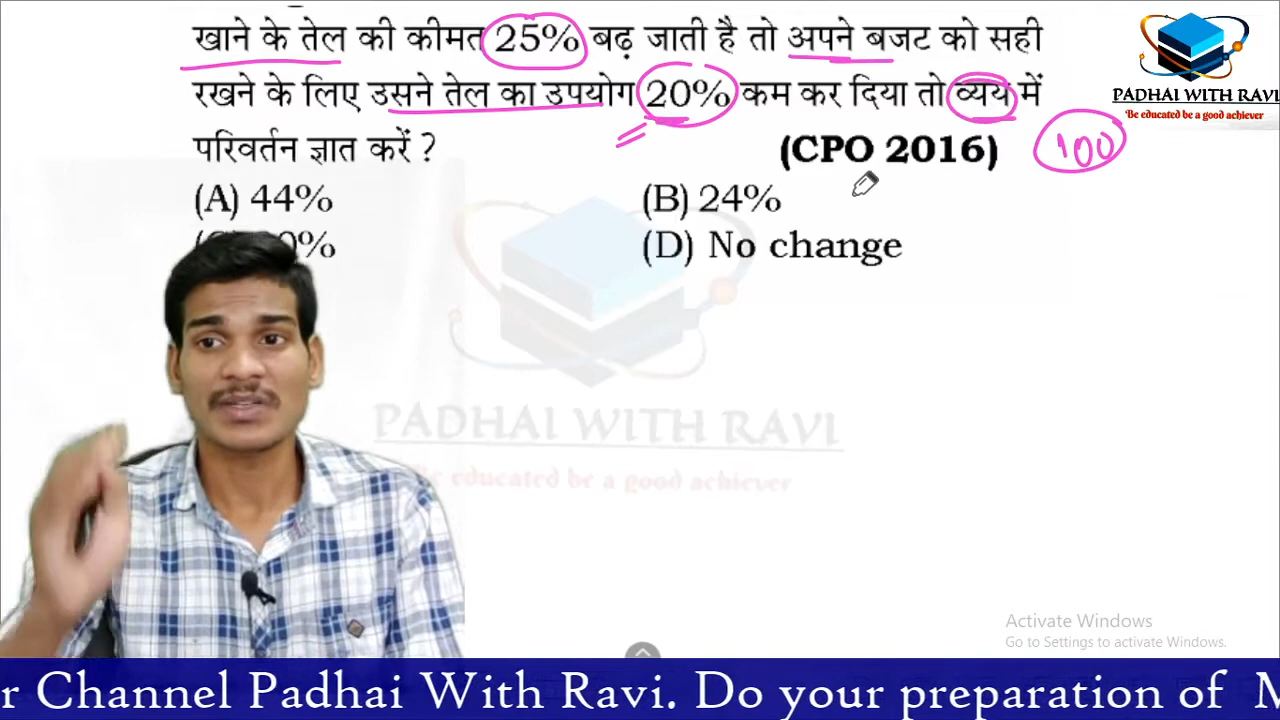 खाने के तेल की कीमत 25% बढ़ जाती है तो अपने बजट को सही
रखने के लिए उसने तेल का उपयोग 20% कम कर दिया तो व्यय में
परिवर्तन ज्ञात करें ?
(CPO 2016)
100
(A) 44%
(B) 24%
0%
(D) No change
PADHAI WITH RAVI
'Be educated be a good achiever
PADHAI WITH RAVI
Be educated be a good achiever
Activate Windows
Go to Settings to activate Windows.
r Channel Padhai With Ravi. Do your preparation of M